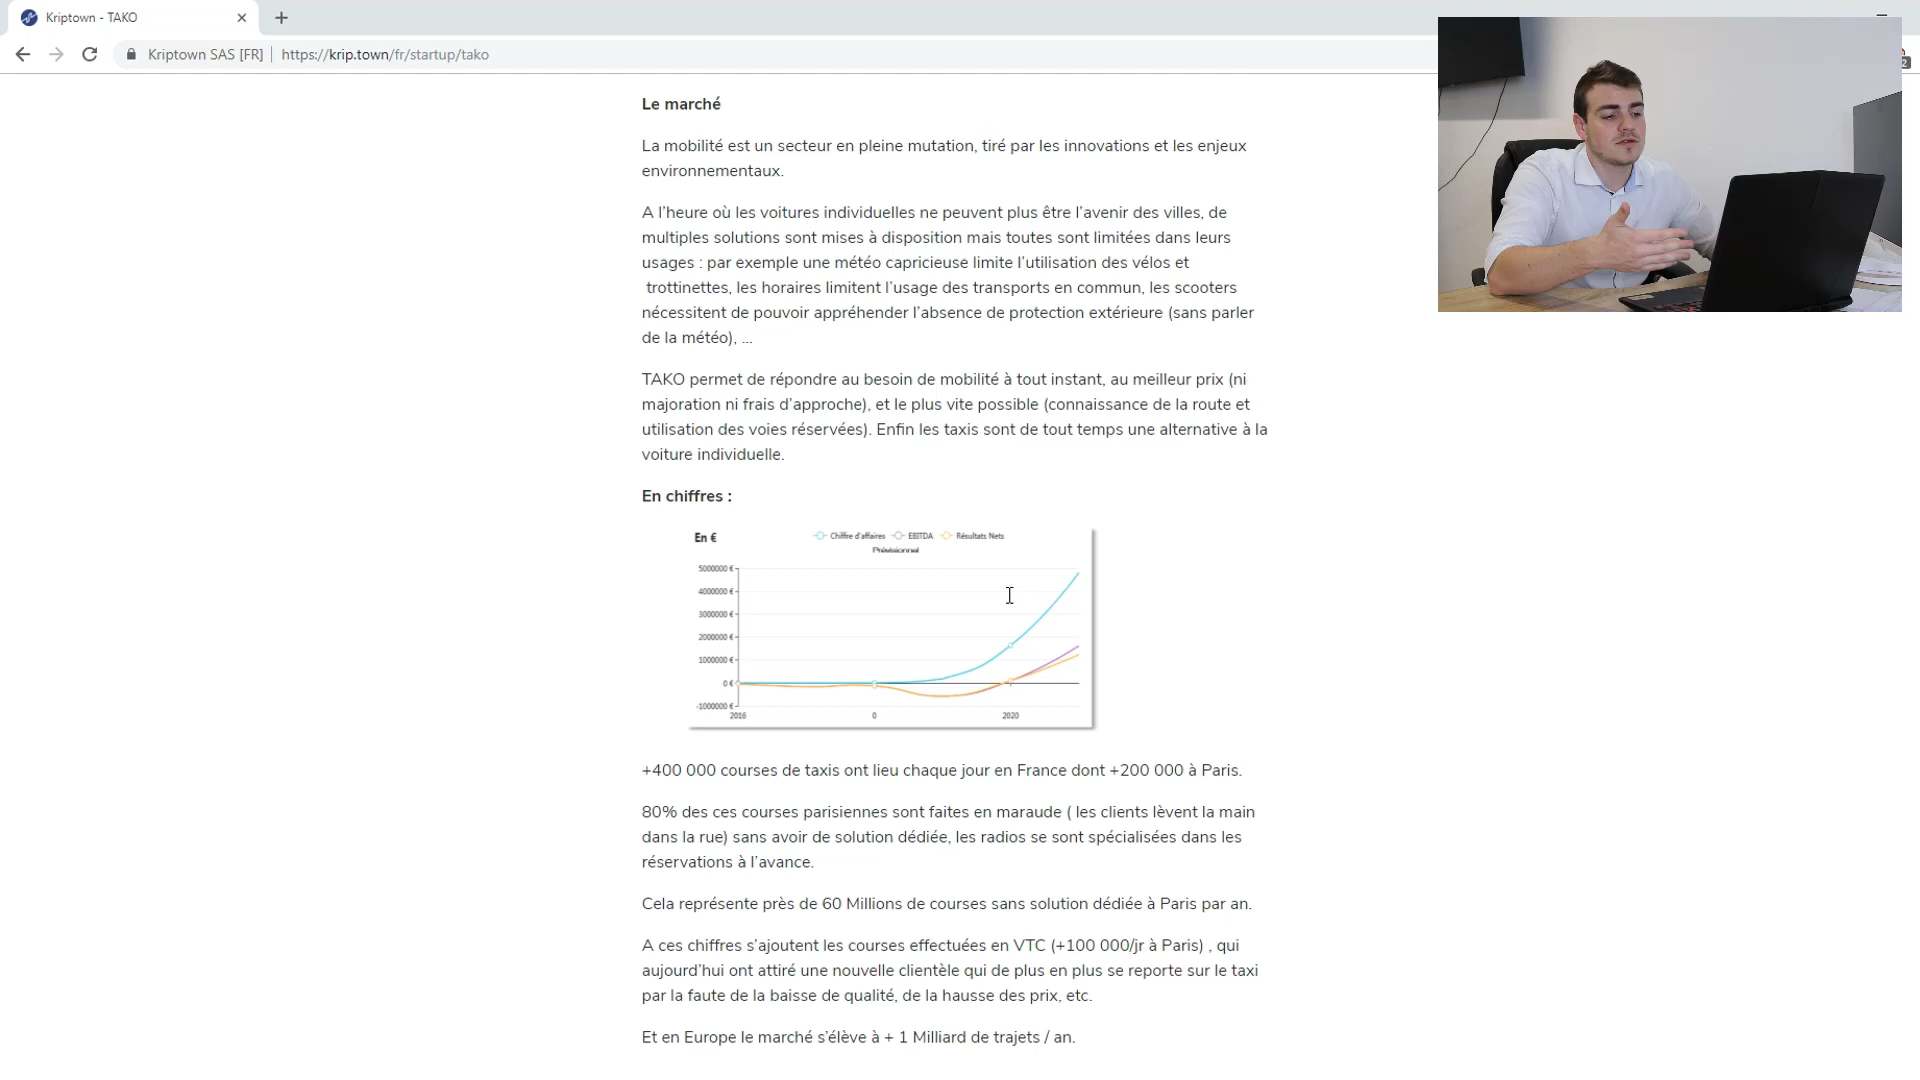 Kriptown - TAKO
Kriptown SAS [FR]
https://krip.town/fr/startup/tako
2
Le marché
La mobilité est un secteur en pleine mutation, tiré par les innovations et les enjeux
environnementaux.
A l’heure où les voitures individuelles ne peuvent plus être l’avenir des villes, de
multiples solutions sont mises à disposition mais toutes sont limitées dans leurs
usages : par exemple une météo capricieuse limite l’utilisation des vélos et
trottinettes, les horaires limitent l’usage des transports en commun, les scooters
nécessitent de pouvoir appréhender l’absence de protection extérieure (sans parler
de la météo), ...
TAKO permet de répondre au besoin de mobilité à tout instant, au meilleur prix (ni
majoration ni frais d’approche), et le plus vite possible (connaissance de la route et
utilisation des voies réservées). Enfin les taxis sont de tout temps une alternative à la
voiture individuelle.
En chiffres :
En €
Chiffre d'affaires EBITDA Résultats Nets
Prévisionnal
5000000 €
4000000 €
3000000 €
2000000 €
1000000 €
0 €
-1000000 €
2016 0 2020
+400 000 courses de taxis ont lieu chaque jour en France dont +200 000 à Paris.
80% des ces courses parisiennes sont faites en maraude ( les clients lèvent la main
dans la rue) sans avoir de solution dédiée, les radios se sont spécialisées dans les
réservations à l’avance.
Cela représente près de 60 Millions de courses sans solution dédiée à Paris par an.
A ces chiffres s’ajoutent les courses effectuées en VTC (+100 000/jr à Paris) , qui
aujourd’hui ont attiré une nouvelle clientèle qui de plus en plus se reporte sur le taxi
par la faute de la baisse de qualité, de la hausse des prix, etc.
Et en Europe le marché s’élève à + 1 Milliard de trajets / an.